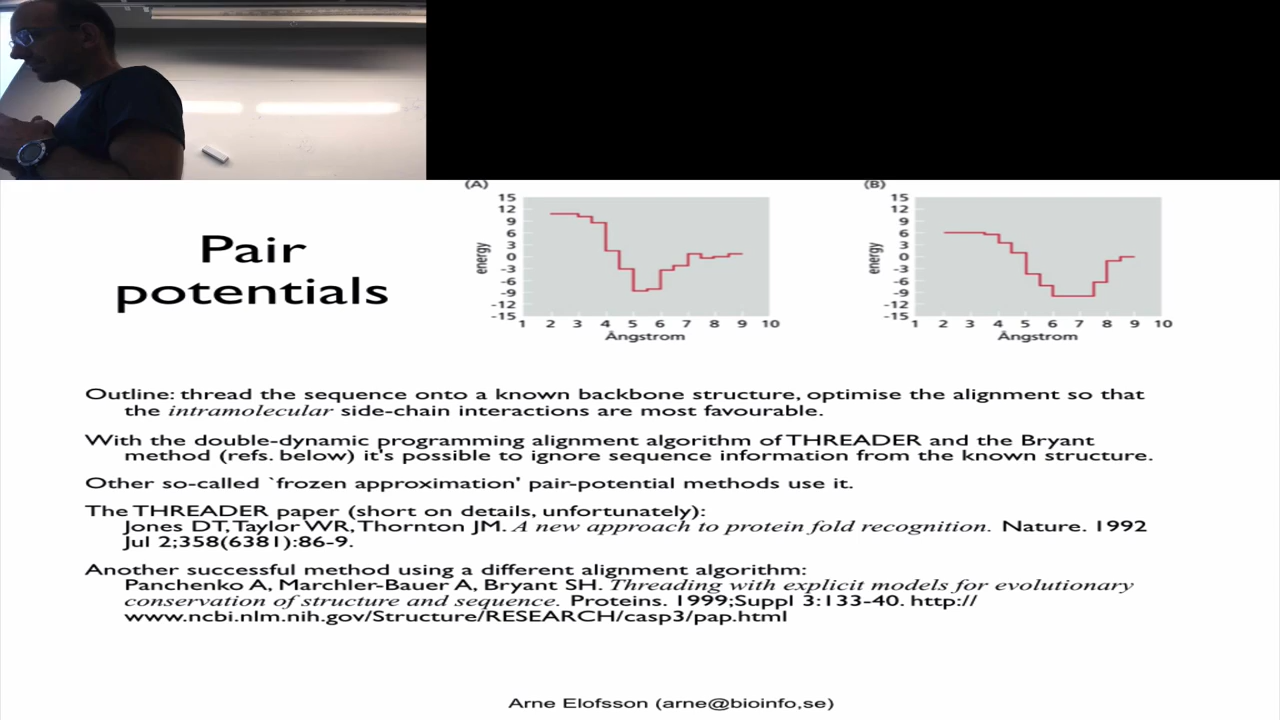 (A)
(B)
15
12
9
6
3
0
-3
-6
-9
-12
-15
energy
1 2 3 4 5 6 7 8 9 10
Ångstrom
15
12
9
6
3
0
-3
-6
-9
-12
-15
energy
1 2 3 4 5 6 7 8 9 10
Ångstrom
Pair
potentials
Outline: thread the sequence onto a known backbone structure, optimise the alignment so that
the intramolecular side-chain interactions are most favourable.
With the double-dynamic programming alignment algorithm of THREADER and the Bryant
method (refs. below) it's possible to ignore sequence information from the known structure.
Other so-called `frozen approximation' pair-potential methods use it.
The THREADER paper (short on details, unfortunately):
Jones DT, Taylor WR, Thornton JM. A new approach to protein fold recognition. Nature. 1992
Jul 2;358(6381):86-9.
Another successful method using a different alignment algorithm:
Panchenko A, Marchler-Bauer A, Bryant SH. Threading with explicit models for evolutionary
conservation of structure and sequence. Proteins. 1999;Suppl 3:133-40. http://
www.ncbi.nlm.nih.gov/Structure/RESEARCH/casp3/pap.html
Arne Elofsson (arne@bioinfo,se)